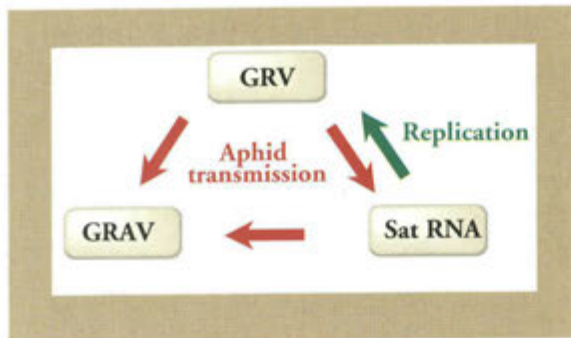 GRV
Replication
Aphid
transmission
GRAV
Sat RNA